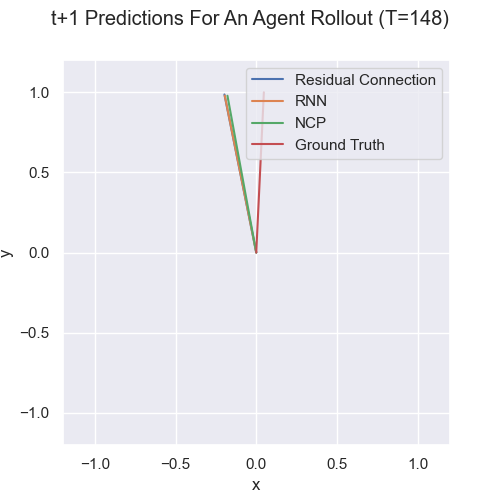 t+1 Predictions For An Agent Rollout (T=148)
Residual Connection
RNN
NCP
Ground Truth
1.0
0.5
0.0
−0.5
−1.0
y
−1.0 −0.5 0.0 0.5 1.0
x